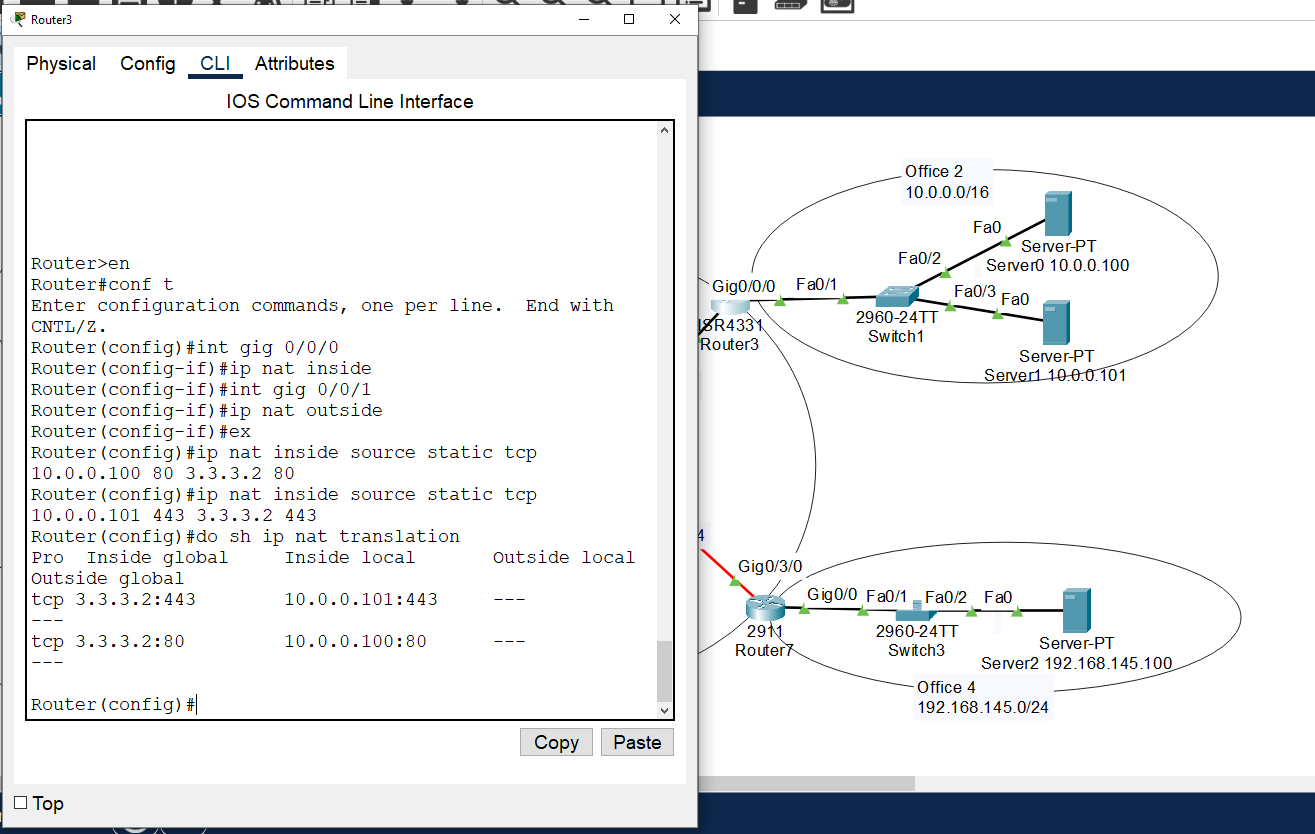 Router3
Physical Config CLI Attributes
IOS Command Line Interface
Router>en
Router#conf t
Enter configuration commands, one per line.  End with
CNTL/Z.
Router(config)#int gig 0/0/0
Router(config-if)#ip nat inside
Router(config-if)#int gig 0/0/1
Router(config-if)#ip nat outside
Router(config-if)#ex
Router(config)#ip nat inside source static tcp
10.0.0.100 80 3.3.3.2 80
Router(config)#ip nat inside source static tcp
10.0.0.101 443 3.3.3.2 443
Router(config)#do sh ip nat translation
Pro  Inside global     Inside local       Outside local
Outside global
tcp 3.3.3.2:443        10.0.0.101:443     ---
---
tcp 3.3.3.2:80         10.0.0.100:80      ---
---
Router(config)#
Copy Paste
Top
Office 2
10.0.0.0/16
Fa0
Server-PT
Server0 10.0.0.100
Fa0/2
Gig0/0/0 Fa0/1
Fa0/3 Fa0
2960-24TT
Switch1
ISR4331
Router3
Server-PT
Server1 10.0.0.101
4
Gig0/3/0
Gig0/0 Fa0/1 Fa0/2 Fa0
2911
Router7
2960-24TT
Switch3
Server-PT
Server2 192.168.145.100
Office 4
192.168.145.0/24